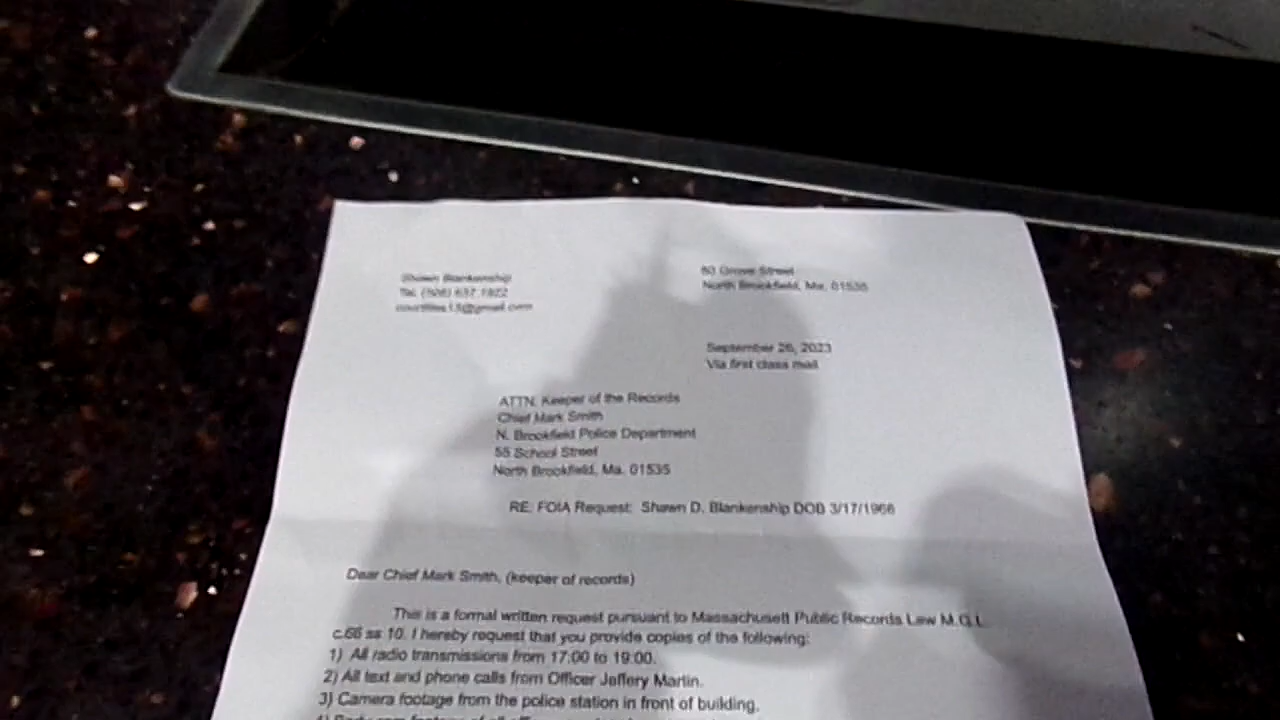 Shawn Blankenship
Tel. (508) 637.1922
60 Grove Street
North Brookfield, Ma. 01535
September 26, 2023
Via first class mail
ATTN: Keeper of the Records
Chief Mark Smith
N. Brookfield Police Department
55 School Street
North Brookfield, Ma. 01535
RE: FOIA Request: Shawn D. Blankenship DOB 3/17/1966
Dear Chief Mark Smith, (keeper of records)
This is a formal written request pursuant to Massachusett Public Records Law M.G.L.
c.66 ss 10. I hereby request that you provide copies of the following:
1) All radio transmissions from 17:00 to 19:00.
2) All text and phone calls from Officer Jeffery Martin.
3) Camera footage from the police station in front of building.